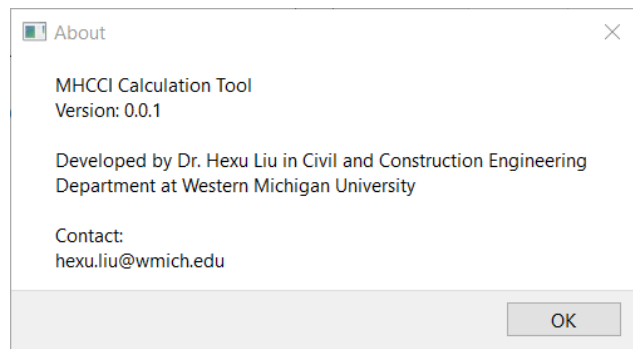 About
MHCCI Calculation Tool
Version: 0.0.1
Developed by Dr. Hexu Liu in Civil and Construction Engineering
Department at Western Michigan University
Contact:
hexu.liu@wmich.edu
OK